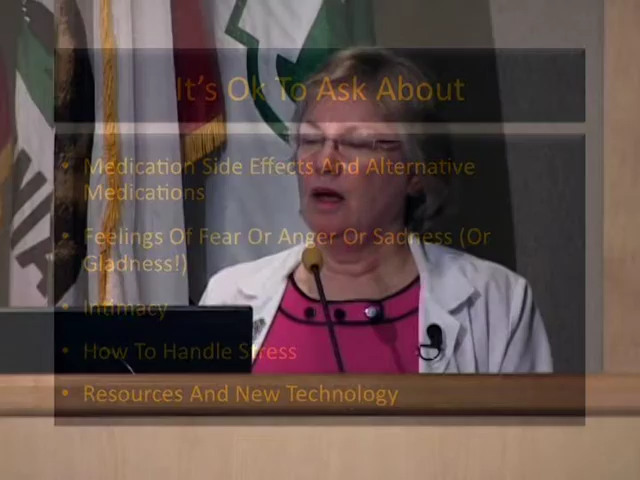 It's Ok To Ask About
• Medication Side Effects And Alternative
Medications
• Feelings Of Fear Or Anger Or Sadness (Or
Gladness!)
• Intimacy
• How To Handle Stress
• Resources And New Technology
NIA